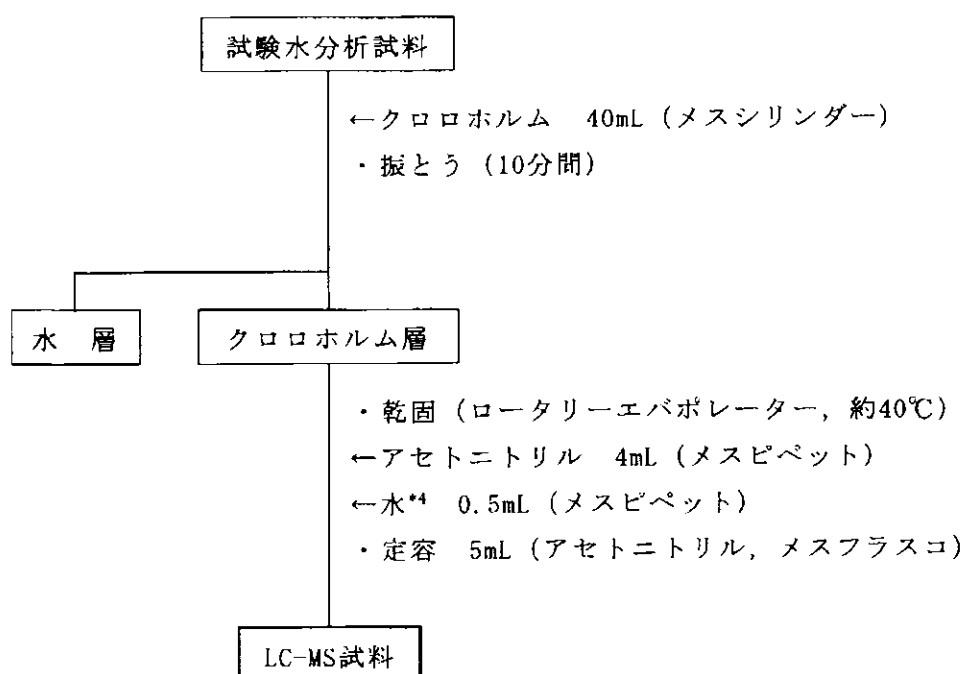 試験水分析試料
←クロロホルム 40mL (メスシリンダー)
・振とう (10分間)
水 層
クロロホルム層
・乾固 (ロータリーエバポレーター, 約40℃)
←アセトニトリル 4mL (メスピペット)
←水*4 0.5mL (メスピペット)
・定容 5mL (アセトニトリル, メスフラスコ)
LC-MS試料